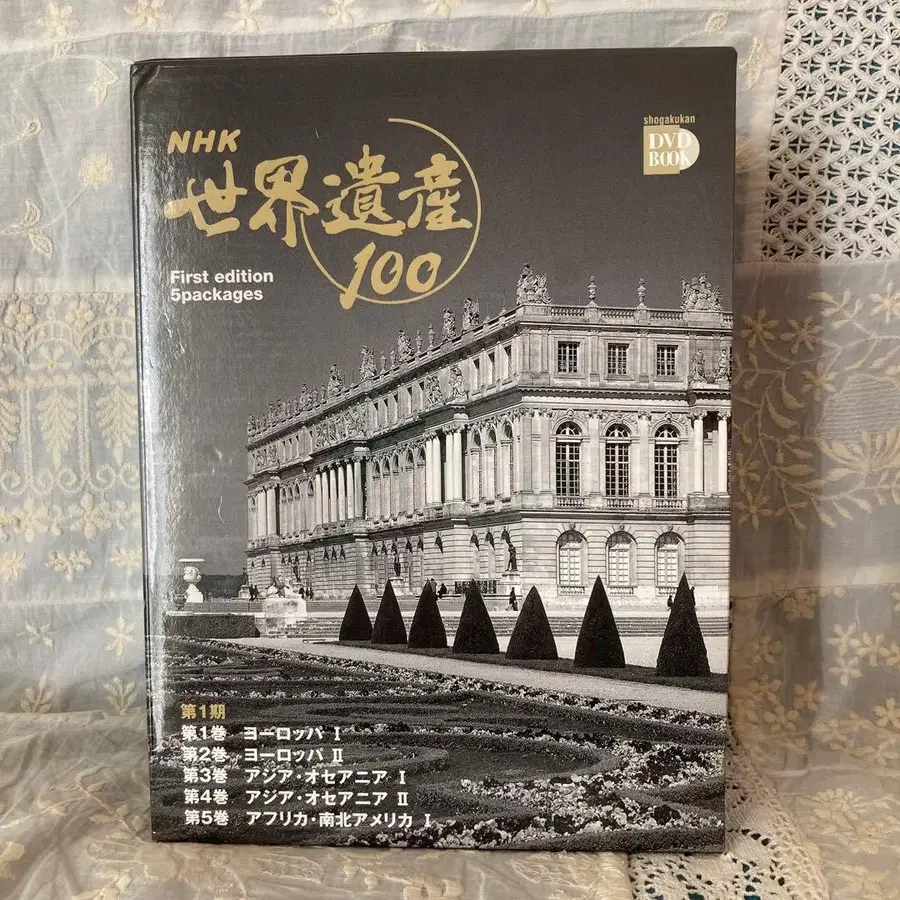 NHK
世界遺産
100
First edition
5packages
shogakukan
DVD
BOOK
第1期
第1巻 ヨーロッパ I
第2巻 ヨーロッパ II
第3巻 アジア・オセアニア I
第4巻 アジア・オセアニア II
第5巻 アフリカ・南北アメリカ I